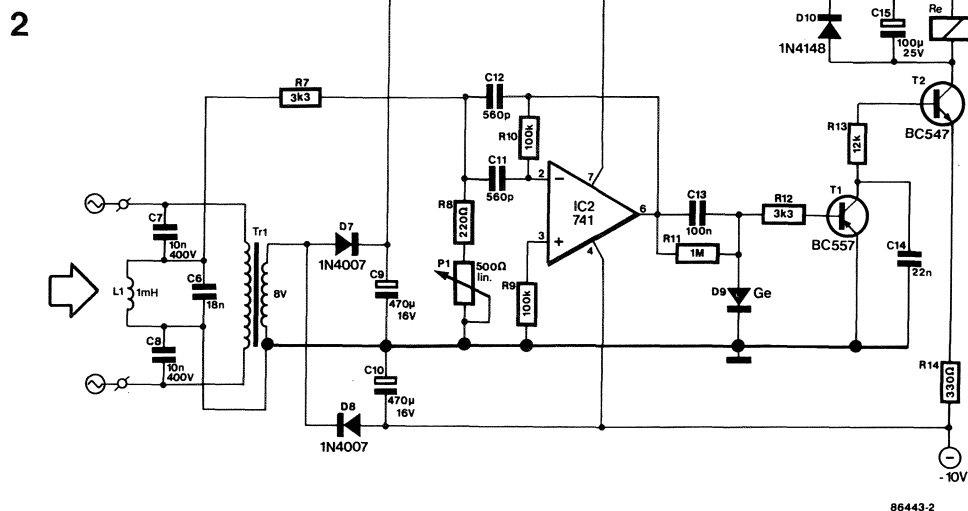 2
D10
1N4148
C15
100µ
25V
Re
T2
BC547
R7
3k3
C12
560p
R10
100k
R13
12k
C11
560p
2
−
7
IC2
741
6
3
+
4
C13
100n
R12
3k3
T1
BC557
R11
1M
C14
22n
R8
220Ω
P1
500Ω
lin.
R9
100k
D9
Ge
C7
10n
400V
Tr1
D7
1N4007
L1
1mH
C6
18n
8V
C9
470µ
16V
C8
10n
400V
C10
470µ
16V
D8
1N4007
R14
330Ω
−
-10V
86443-2